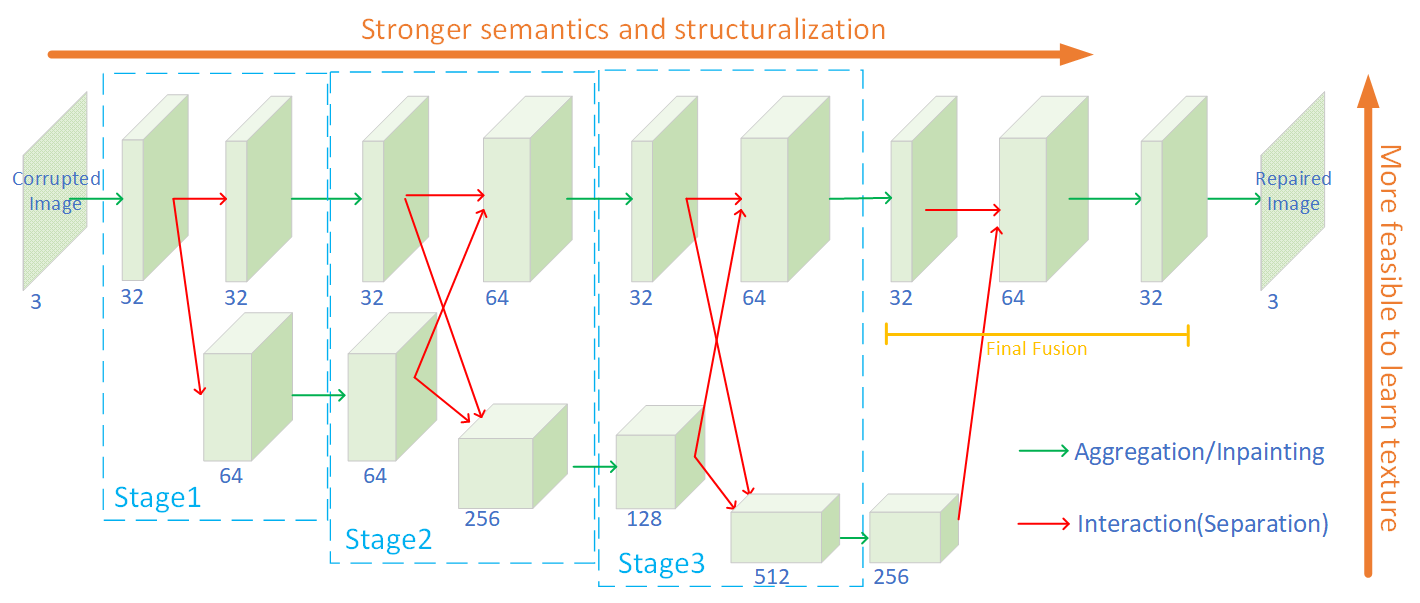 Stronger semantics and structuralization
Corrupted
Image
3
32
32
32
64
32
64
32
64
32
Repaired
Image
3
Final Fusion
64
64
256
128
512
256
Stage1
Stage2
Stage3
Aggregation/Inpainting
Interaction(Separation)
More feasible to learn texture